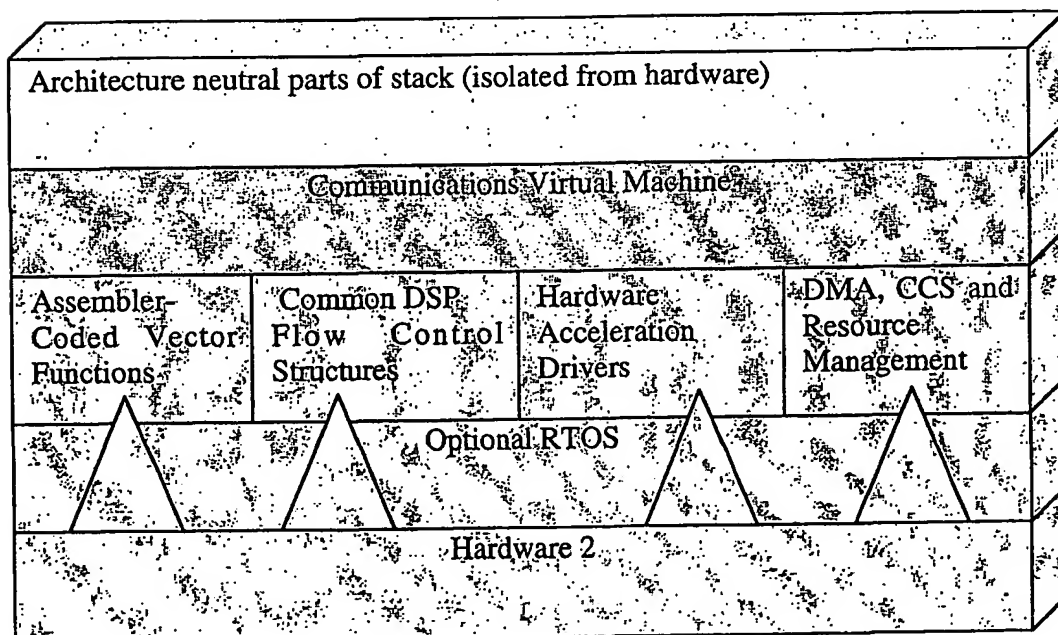 Architecture neutral parts of stack (isolated from hardware)
Communications Virtual Machine
Assembler-
Coded Vector
Functions
Common DSP
Flow Control
Structures
Hardware
Acceleration
Drivers
DMA, CCS and
Resource
Management
Optional RTOS
Hardware 2